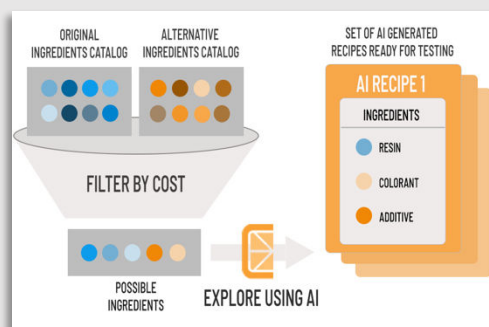 ORIGINAL
INGREDIENTS CATALOG
ALTERNATIVE
INGREDIENTS CATALOG
FILTER BY COST
POSSIBLE
INGREDIENTS
EXPLORE USING AI
SET OF AI GENERATED
RECIPES READY FOR TESTING
AI RECIPE 1
INGREDIENTS
RESIN
COLORANT
ADDITIVE